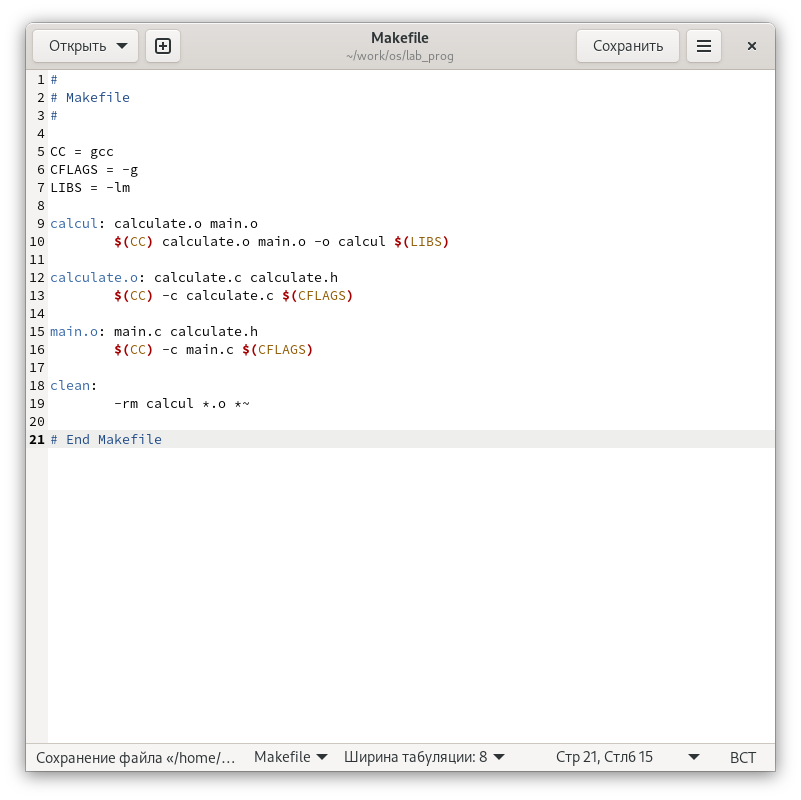 Открыть
Makefile
~/work/os/lab_prog
Сохранить
1 #
2 # Makefile
3 #
4
5 CC = gcc
6 CFLAGS = -g
7 LIBS = -lm
8
9 calcul: calculate.o main.o
10 $(CC) calculate.o main.o -o calcul $(LIBS)
11
12 calculate.o: calculate.c calculate.h
13 $(CC) -c calculate.c $(CFLAGS)
14
15 main.o: main.c calculate.h
16 $(CC) -c main.c $(CFLAGS)
17
18 clean:
19 -rm calcul *.o *~
20
21 # End Makefile
Сохранение файла «/home/… Makefile Ширина табуляции: 8 Стр 21, Стлб 15 ВСТ